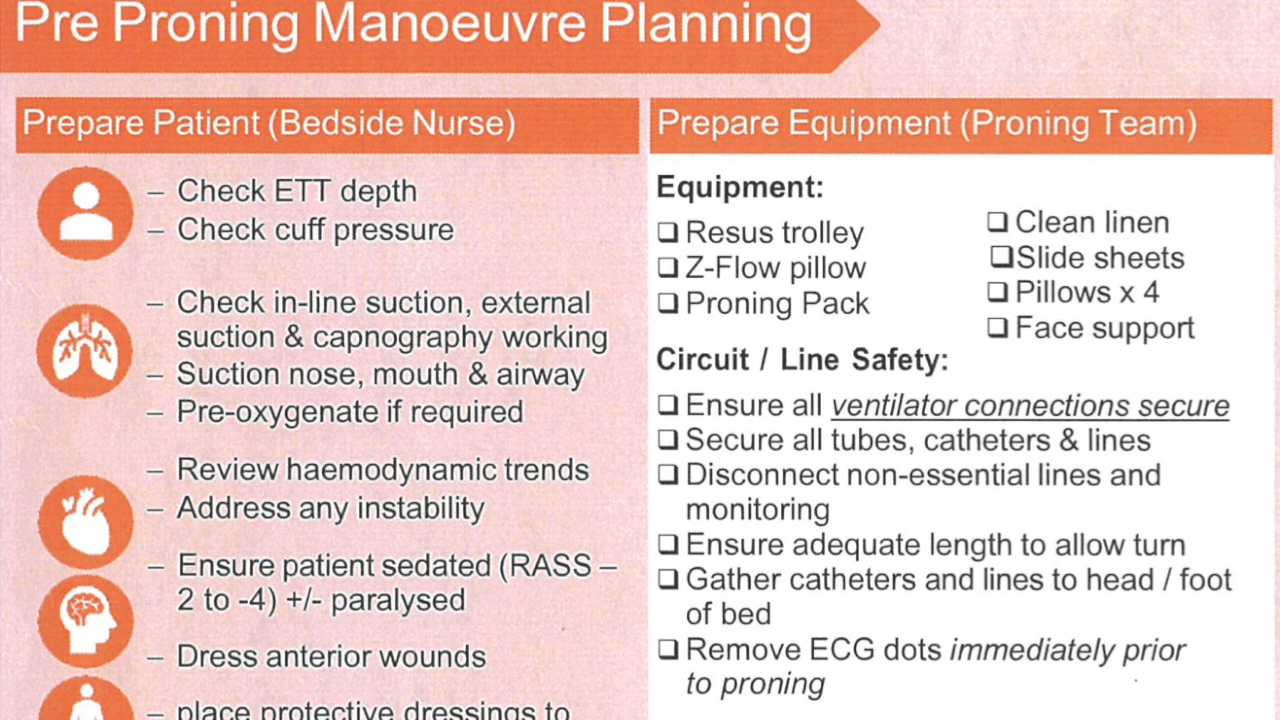 Pre Proning Manoeuvre Planning
Prepare Patient (Bedside Nurse)
– Check ETT depth
– Check cuff pressure
– Check in-line suction, external
suction & capnography working
– Suction nose, mouth & airway
– Pre-oxygenate if required
– Review haemodynamic trends
– Address any instability
– Ensure patient sedated (RASS –
2 to -4) +/- paralysed
– Dress anterior wounds
– place protective dressings to
Prepare Equipment (Proning Team)
Equipment:
❑ Resus trolley
❑ Z-Flow pillow
❑ Proning Pack
❑ Clean linen
❑ Slide sheets
❑ Pillows x 4
❑ Face support
Circuit / Line Safety:
❑ Ensure all ventilator connections secure
❑ Secure all tubes, catheters & lines
❑ Disconnect non-essential lines and
monitoring
❑ Ensure adequate length to allow turn
❑ Gather catheters and lines to head / foot
of bed
❑ Remove ECG dots immediately prior
to proning